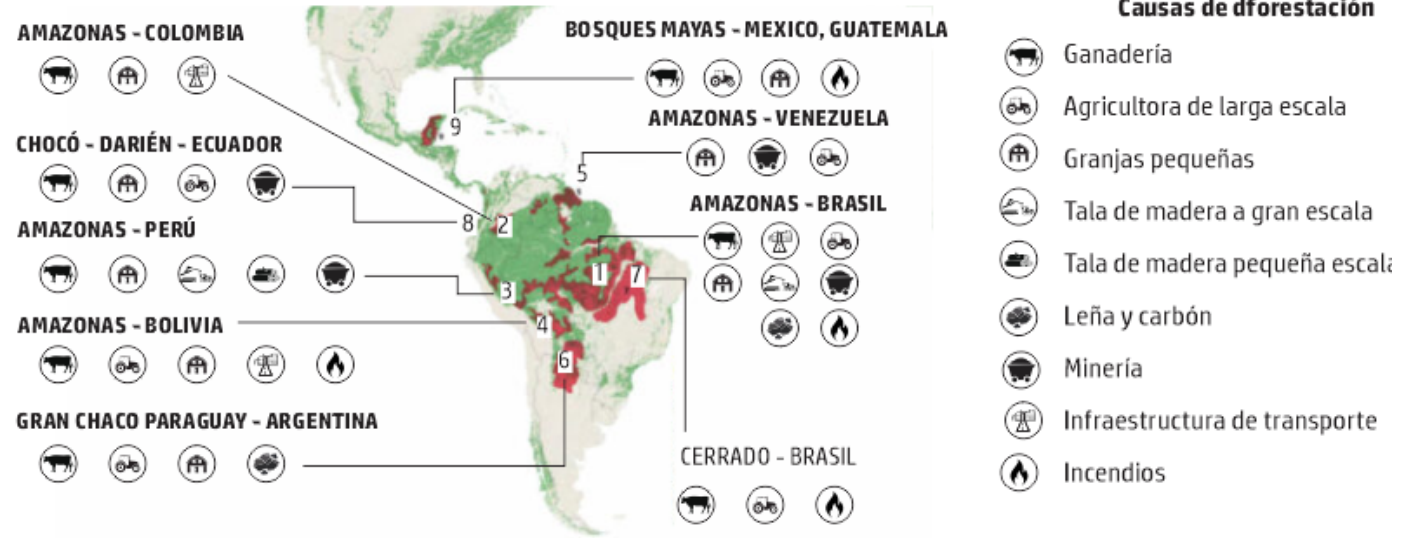 AMAZONAS - COLOMBIA
CHOCÓ - DARIÉN - ECUADOR
AMAZONAS - PERÚ
AMAZONAS - BOLIVIA
GRAN CHACO PARAGUAY - ARGENTINA
BOSQUES MAYAS - MEXICO, GUATEMALA
AMAZONAS - VENEZUELA
AMAZONAS - BRASIL
CERRADO - BRASIL
9
5
8
2
1
7
3
4
6
Causas de dforestación
Ganadería
Agricultora de larga escala
Granjas pequeñas
Tala de madera a gran escala
Tala de madera pequeña escala
Leña y carbón
Minería
Infraestructura de transporte
Incendios